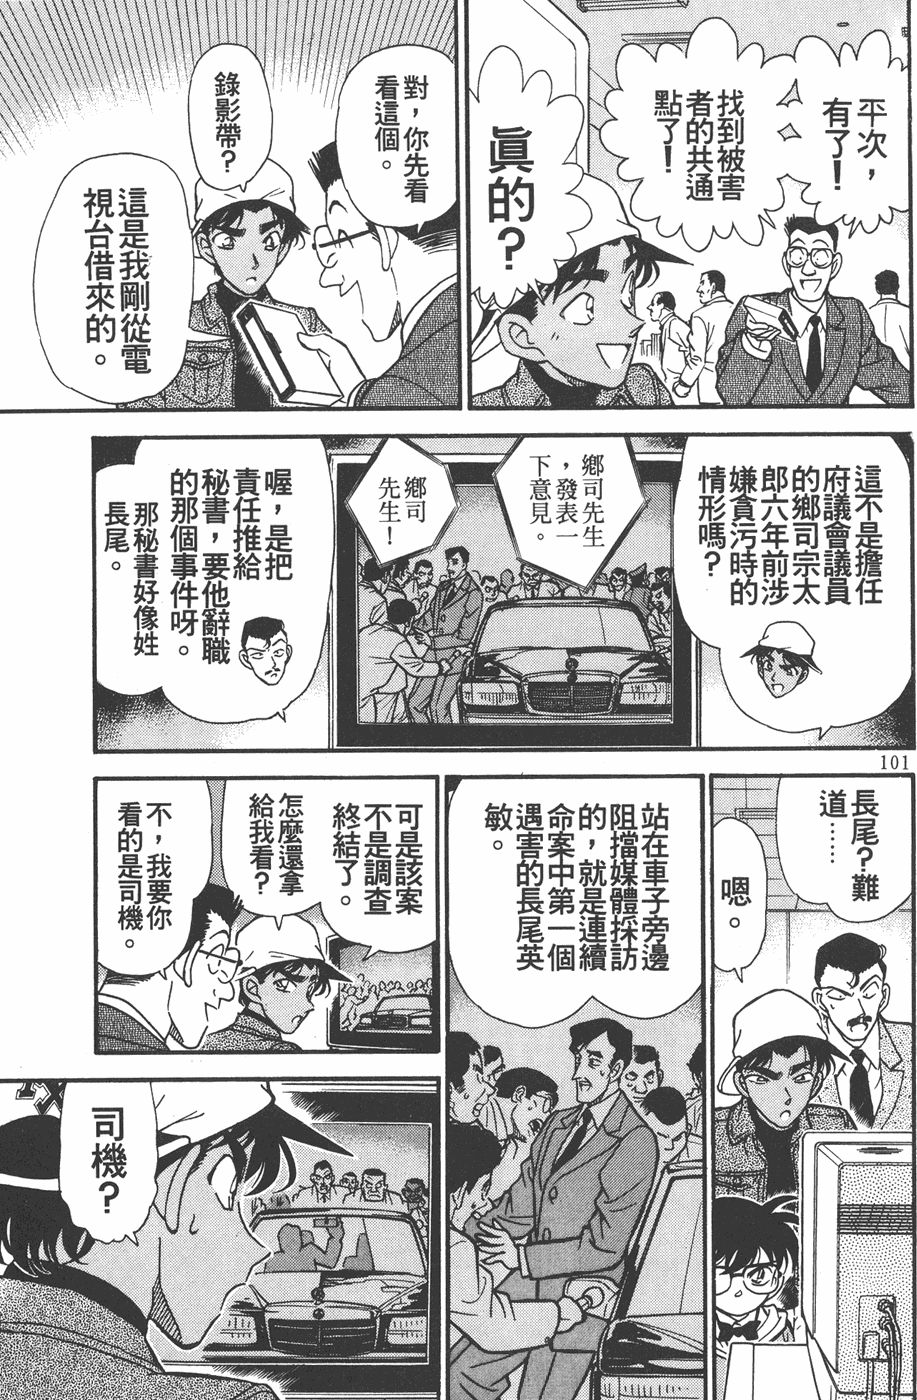 平次，
有了！
找到被害
者的共通
點了！
眞的？
對，你先看
看這個。
錄影帶？
這是我剛從電
視台借來的。
這不是擔任
府議會議員
的鄉司宗太
郎六年前涉
嫌貪污時的
情形嗎？
鄉司先生
，發表一
下意見。
鄉司
先生！
喔，是把
責任推給
秘書，要他辭職
的那個事件呀。
那秘書好像姓
長尾。
101
長尾？難
道……
嗯。
站在車子旁邊
阻擋媒體採訪
的，就是連續
命案中第一個
遇害的長尾英
敏。
可是該案
不是調查
終結了，
怎麼還拿
給我看？
不，我要你
看的是司機。
司機？